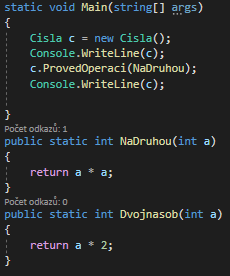 static void Main(string[] args)
{
Cisla c = new Cisla();
Console.WriteLine(c);
c.ProvedOperaci(NaDruhou);
Console.WriteLine(c);
}
Počet odkazů: 1
public static int NaDruhou(int a)
{
return a * a;
}
Počet odkazů: 0
public static int Dvojnasob(int a)
{
return a * 2;
}